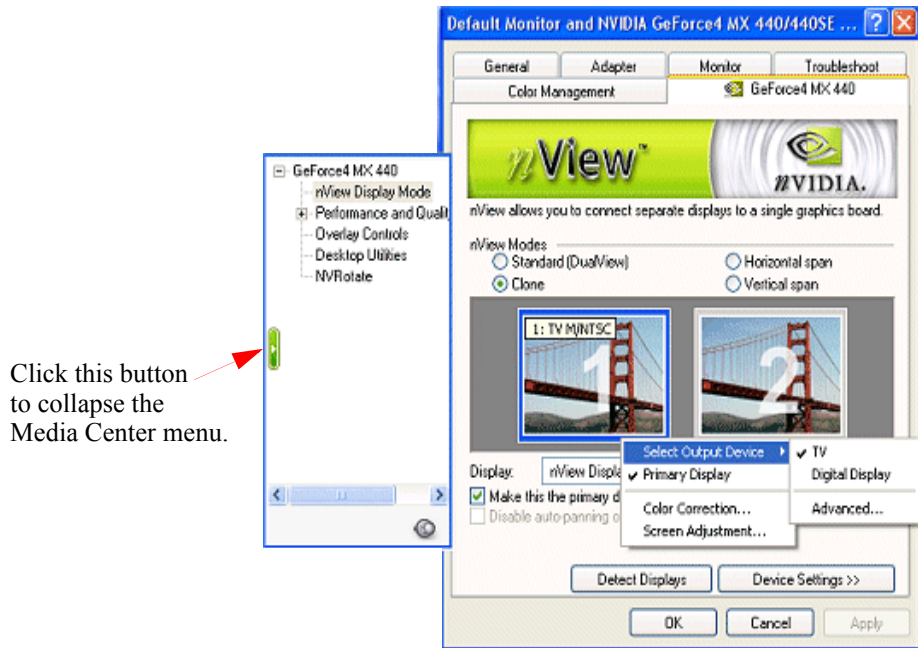 Default Monitor and NVIDIA GeForce4 MX 440/440SE ...
General Adapter Monitor Troubleshoot
Color Management GeForce4 MX 440
nView™
nVIDIA.
nView allows you to connect separate displays to a single graphics board.
GeForce4 MX 440
nView Display Mode
Performance and Quality
Overlay Controls
Desktop Utilities
NVRotate
Click this button
to collapse the
Media Center menu.
nView Modes
Standard (DualView) Horizontal span
Clone Vertical span
1: TV M/NTSC
1 2
Display: nView Displa
Make this the primary d
Disable auto-panning o
Select Output Device
Primary Display
Color Correction...
Screen Adjustment...
TV
Digital Display
Advanced...
Detect Displays Device Settings >>
OK Cancel Apply